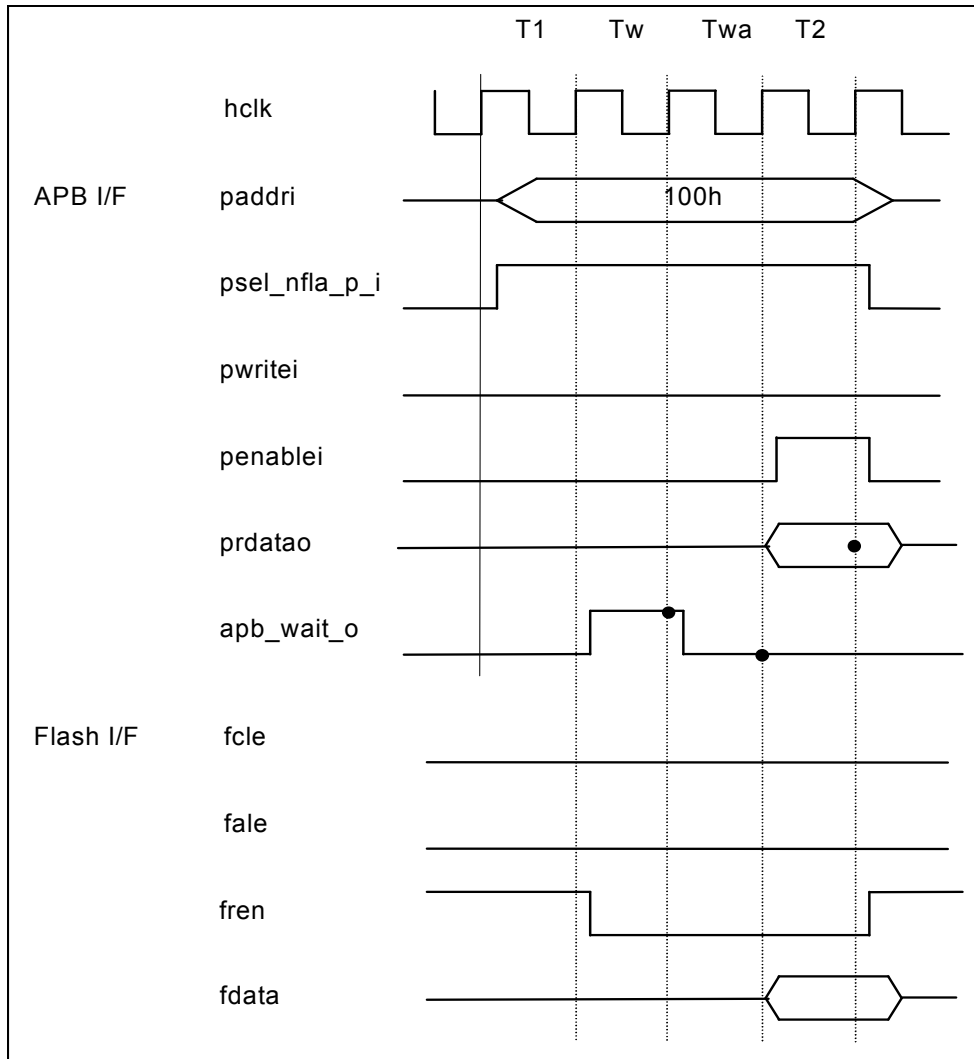 T1 Tw Twa T2
hclk
APB I/F paddri 100h
psel_nfla_p_i
pwritei
penablei
prdatao
apb_wait_o
Flash I/F fcle
fale
fren
fdata